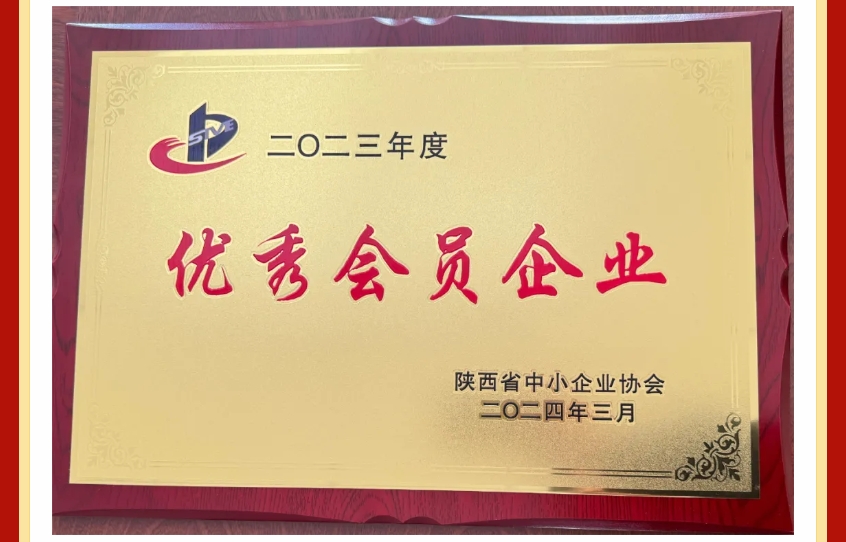 SIVE
二〇二三年度
优秀会员企业
陕西省中小企业协会
二〇二四年三月